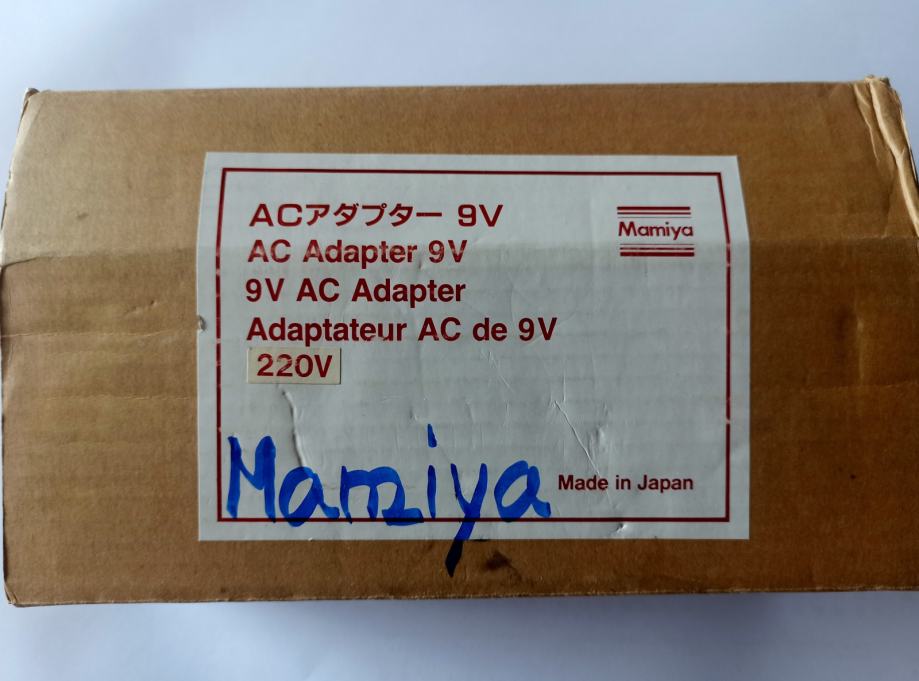 ACアダプター 9V
Mamiya
AC Adapter 9V
9V AC Adapter
Adaptateur AC de 9V
220V
Mamiya
Made in Japan